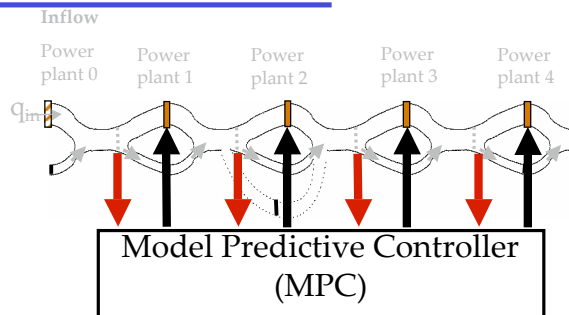 Inflow
Power plant 0
Power plant 1
Power plant 2
Power plant 3
Power plant 4
qin
Model Predictive Controller
(MPC)